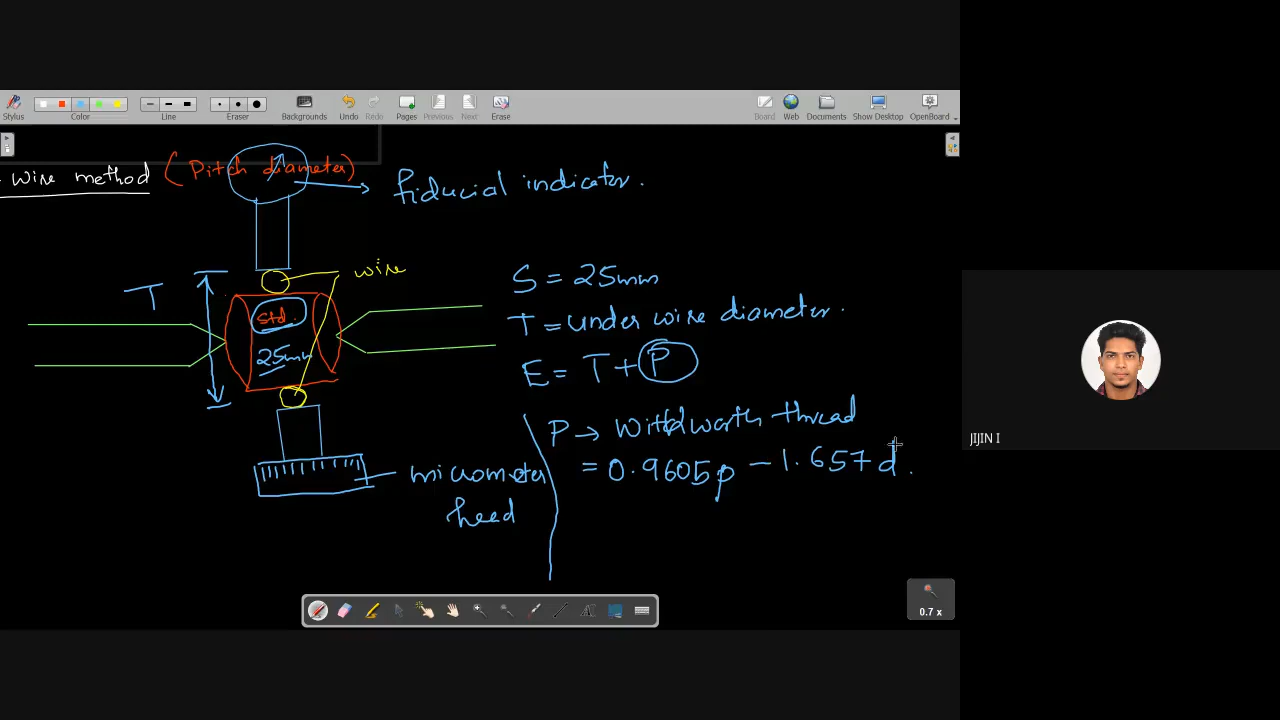 Stylus
Color
Line
Eraser
Backgrounds
Undo
Redo
Pages
Previous
Next
Erase
Board
Web
Documents
Show Desktop
OpenBoard
wire method (Pitch diameter)
fiducial indicator.
wire
T
std.
25mm
S = 25mm
T = under wire diameter.
E = T + P
P → Wittdworth thread
= 0.9605p - 1.657d.
micrometer
head
JIJIN I
0.7 x